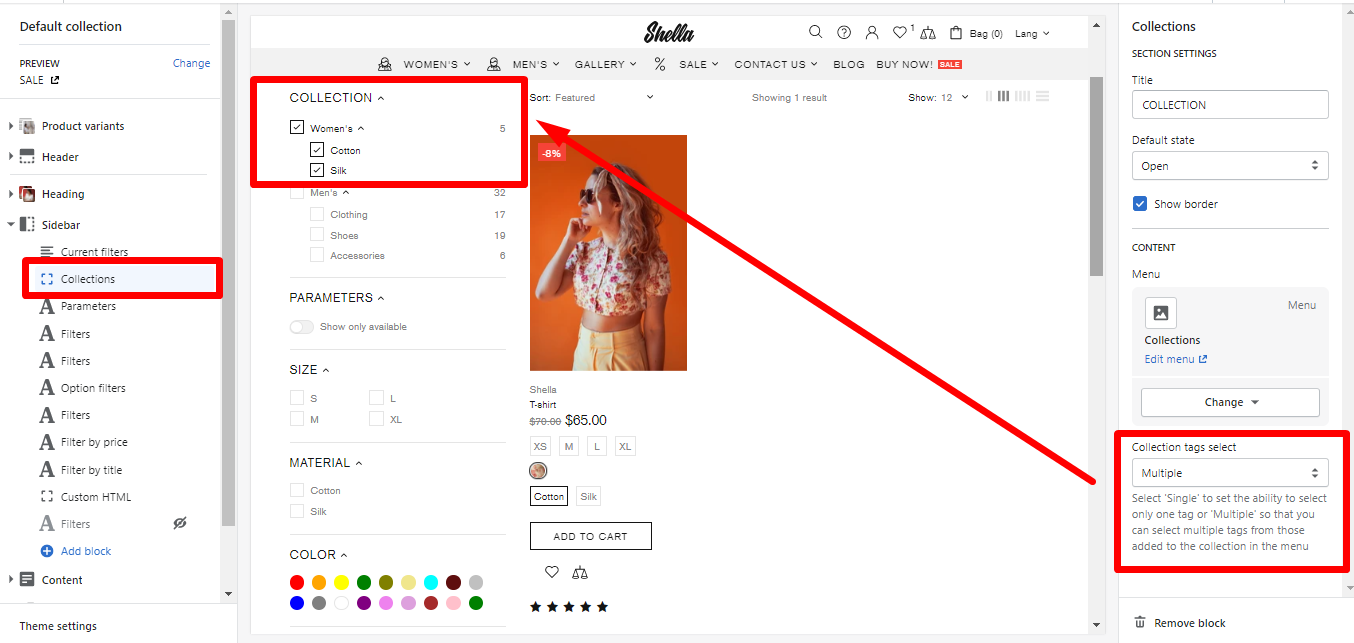 Default collection
PREVIEW
Change
SALE
Product variants
Header
Heading
Sidebar
Current filters
Collections
Parameters
Filters
Filters
Option filters
Filters
Filter by price
Filter by title
Custom HTML
Filters
Add block
Content
Theme settings
Shella
1
Bag (0)
Lang
WOMEN'S
MEN'S
GALLERY
SALE
CONTACT US
BLOG
BUY NOW!
SALE
COLLECTION
Women's
5
Cotton
Silk
Men's
32
Clothing
17
Shoes
19
Accessories
6
PARAMETERS
Show only available
SIZE
S
L
M
XL
MATERIAL
Cotton
Silk
COLOR
Sort: Featured
Showing 1 result
Show: 12
-8%
Shella
T-shirt
$70.00 $65.00
XS
M
L
XL
Cotton
Silk
ADD TO CART
Collections
SECTION SETTINGS
Title
COLLECTION
Default state
Open
Show border
CONTENT
Menu
Menu
Collections
Edit menu
Change
Collection tags select
Multiple
Select 'Single' to set the ability to select
only one tag or 'Multiple' so that you
can select multiple tags from those
added to the collection in the menu
Remove block